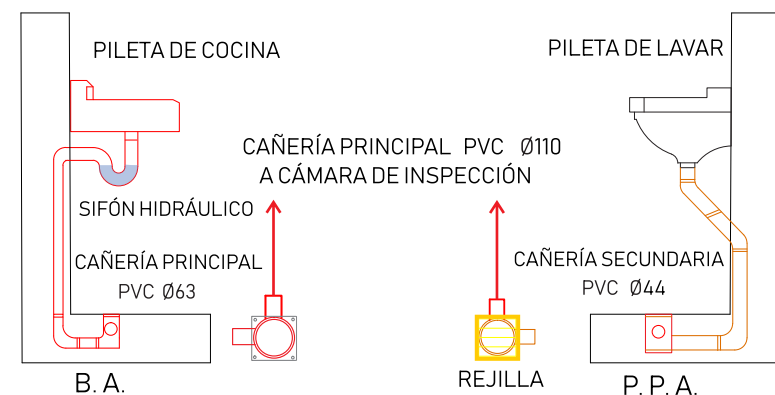 PILETA DE COCINA
PILETA DE LAVAR
CAÑERÍA PRINCIPAL PVC Ø110
A CÁMARA DE INSPECCIÓN
SIFÓN HIDRÁULICO
CAÑERÍA PRINCIPAL
PVC Ø63
CAÑERÍA SECUNDARIA
PVC Ø44
B. A.
REJILLA
P. P. A.